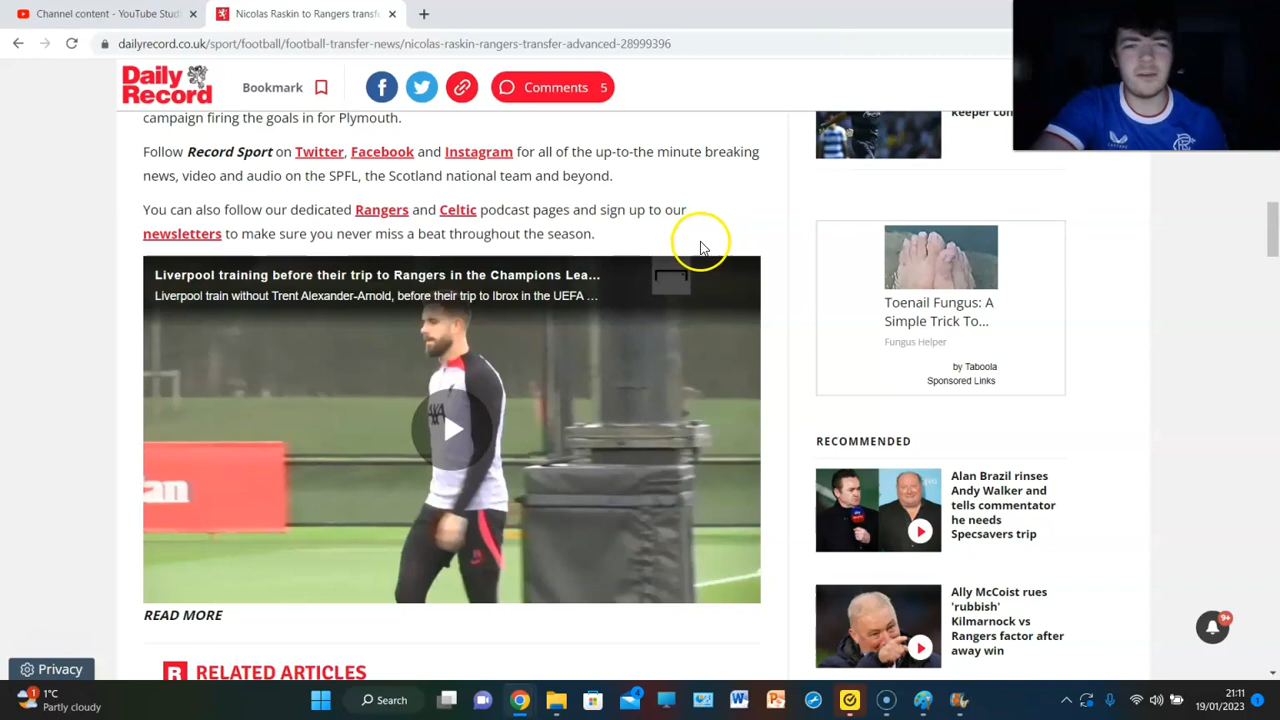 Channel content - YouTube Stud
Nicolas Raskin to Rangers transf
dailyrecord.co.uk/sport/football/football-transfer-news/nicolas-raskin-rangers-transfer-advanced-28999396
Daily
Record
Bookmark
Comments 5
campaign firing the goals in for Plymouth.
Follow Record Sport on Twitter, Facebook and Instagram for all of the up-to-the minute breaking
news, video and audio on the SPFL, the Scotland national team and beyond.
You can also follow our dedicated Rangers and Celtic podcast pages and sign up to our
newsletters to make sure you never miss a beat throughout the season.
Liverpool training before their trip to Rangers in the Champions Lea...
Liverpool train without Trent Alexander-Arnold, before their trip to Ibrox in the UEFA ...
READ MORE
RELATED ARTICLES
keeper con
Toenail Fungus: A
Simple Trick To...
Fungus Helper
by Taboola
Sponsored Links
RECOMMENDED
Alan Brazil rinses
Andy Walker and
tells commentator
he needs
Specsavers trip
Ally McCoist rues
'rubbish'
Kilmarnock vs
Rangers factor after
away win
9+
Privacy
1
1°C
Partly cloudy
Search
4
21:11
19/01/2023
1